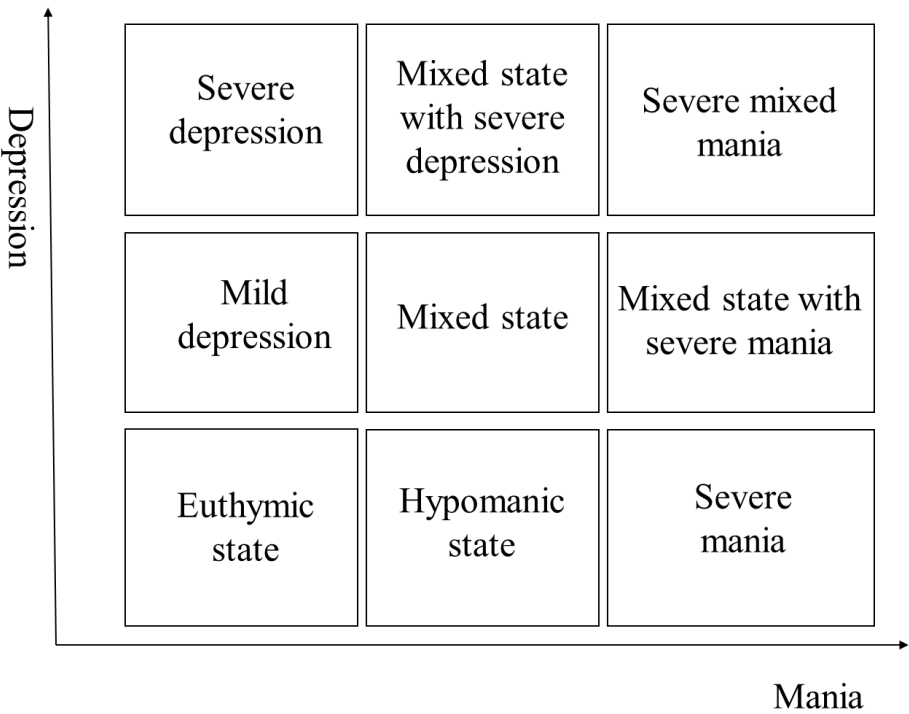 Depression
Severe
depression
Mixed state
with severe
depression
Severe mixed
mania
Mild
depression
Mixed state
Mixed state with
severe mania
Euthymic
state
Hypomanic
state
Severe
mania
Mania